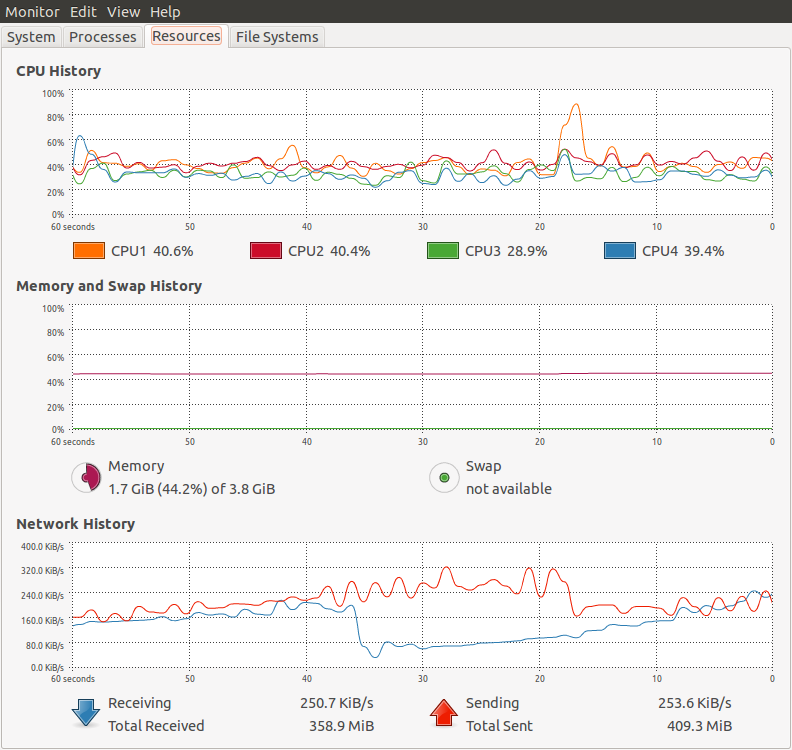 Monitor Edit View Help
System Processes Resources File Systems
CPU History
100%
80%
60%
40%
20%
0%
60 seconds 50 40 30 20 10 0
CPU1 40.6% CPU2 40.4% CPU3 28.9% CPU4 39.4%
Memory and Swap History
100%
80%
60%
40%
20%
0%
60 seconds 50 40 30 20 10 0
Memory Swap
1.7 GiB (44.2%) of 3.8 GiB not available
Network History
400.0 KiB/s
320.0 KiB/s
240.0 KiB/s
160.0 KiB/s
80.0 KiB/s
0.0 KiB/s
60 seconds 50 40 30 20 10 0
Receiving 250.7 KiB/s Sending 253.6 KiB/s
Total Received 358.9 MiB Total Sent 409.3 MiB